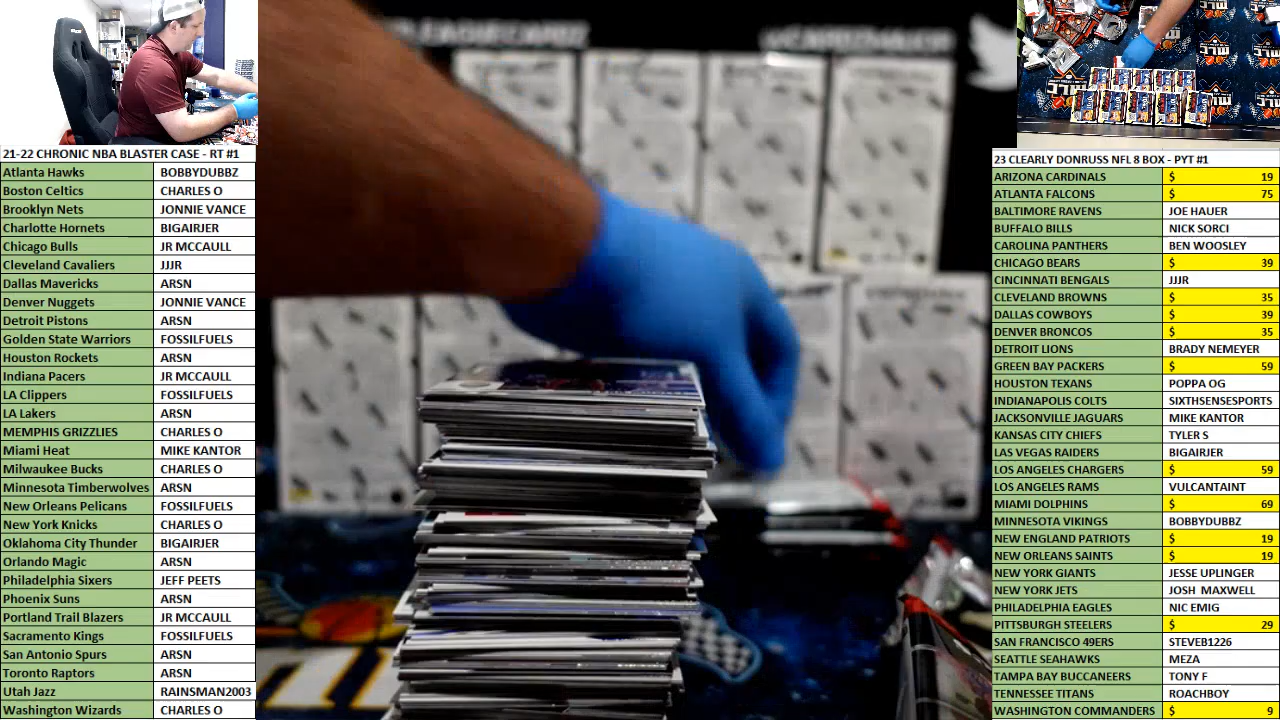 21-22 CHRONIC NBA BLASTER CASE - RT #1
Atlanta Hawks BOBBYDUBBZ
Boston Celtics CHARLES O
Brooklyn Nets JONNIE VANCE
Charlotte Hornets BIGAIRJER
Chicago Bulls JR MCCAULL
Cleveland Cavaliers JJJR
Dallas Mavericks ARSN
Denver Nuggets JONNIE VANCE
Detroit Pistons ARSN
Golden State Warriors FOSSILFUELS
Houston Rockets ARSN
Indiana Pacers JR MCCAULL
LA Clippers FOSSILFUELS
LA Lakers ARSN
MEMPHIS GRIZZLIES CHARLES O
Miami Heat MIKE KANTOR
Milwaukee Bucks CHARLES O
Minnesota Timberwolves ARSN
New Orleans Pelicans FOSSILFUELS
New York Knicks CHARLES O
Oklahoma City Thunder BIGAIRJER
Orlando Magic ARSN
Philadelphia Sixers JEFF PEETS
Phoenix Suns ARSN
Portland Trail Blazers JR MCCAULL
Sacramento Kings FOSSILFUELS
San Antonio Spurs ARSN
Toronto Raptors ARSN
Utah Jazz RAINSMAN2003
Washington Wizards CHARLES O
23 CLEARLY DONRUSS NFL 8 BOX - PYT #1
ARIZONA CARDINALS $ 19
ATLANTA FALCONS $ 75
BALTIMORE RAVENS JOE HAUER
BUFFALO BILLS NICK SORCI
CAROLINA PANTHERS BEN WOOSLEY
CHICAGO BEARS $ 39
CINCINNATI BENGALS JJJR
CLEVELAND BROWNS $ 35
DALLAS COWBOYS $ 39
DENVER BRONCOS $ 35
DETROIT LIONS BRADY NEMEYER
GREEN BAY PACKERS $ 59
HOUSTON TEXANS POPPA OG
INDIANAPOLIS COLTS SIXTHSENSESPORTS
JACKSONVILLE JAGUARS MIKE KANTOR
KANSAS CITY CHIEFS TYLER S
LAS VEGAS RAIDERS BIGAIRJER
LOS ANGELES CHARGERS $ 59
LOS ANGELES RAMS VULCANTAINT
MIAMI DOLPHINS $ 69
MINNESOTA VIKINGS BOBBYDUBBZ
NEW ENGLAND PATRIOTS $ 19
NEW ORLEANS SAINTS $ 19
NEW YORK GIANTS JESSE UPLINGER
NEW YORK JETS JOSH MAXWELL
PHILADELPHIA EAGLES NIC EMIG
PITTSBURGH STEELERS $ 29
SAN FRANCISCO 49ERS STEVEB1226
SEATTLE SEAHAWKS MEZA
TAMPA BAY BUCCANEERS TONY F
TENNESSEE TITANS ROACHBOY
WASHINGTON COMMANDERS $ 9